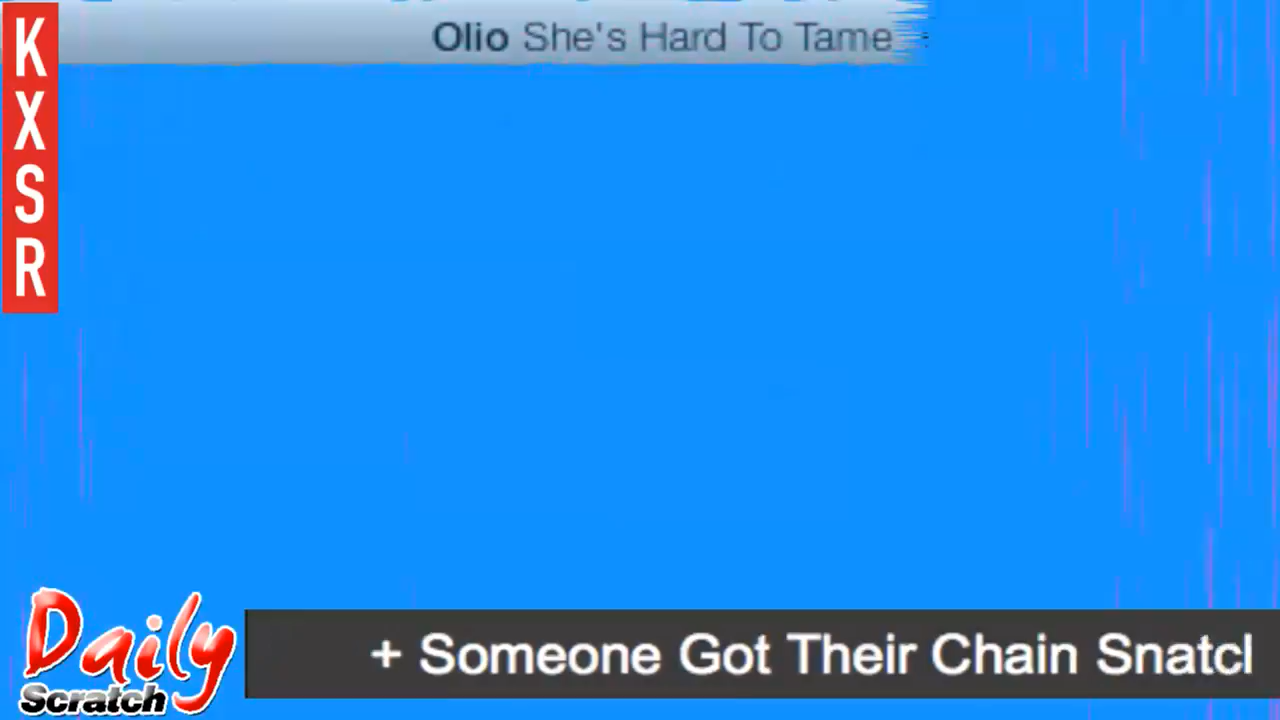 KXSR
Olio She's Hard To Tame
Daily
Scratch
+ Someone Got Their Chain